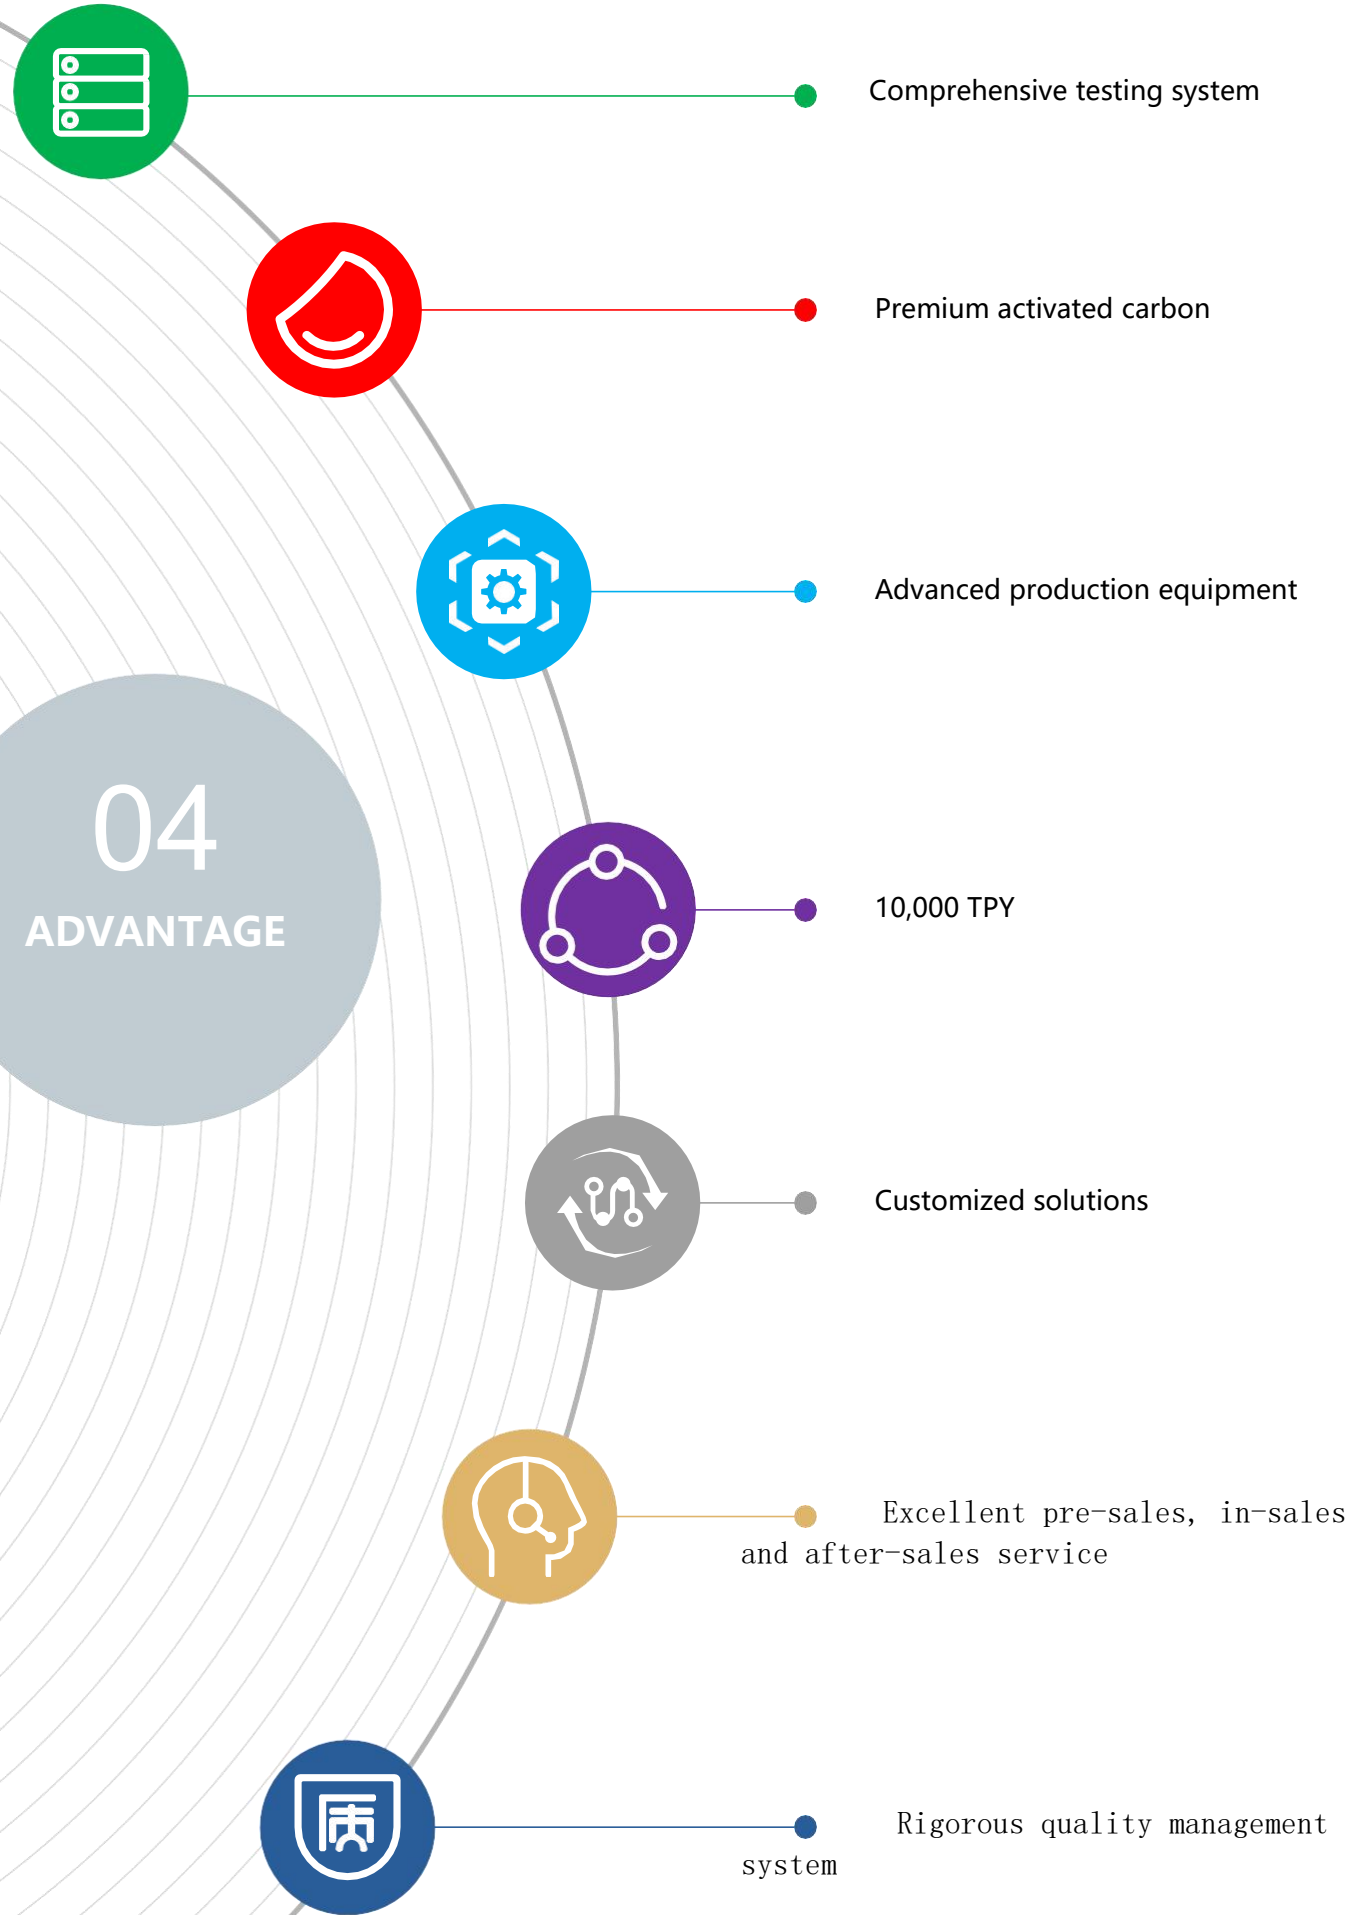 Comprehensive testing system
Premium activated carbon
Advanced production equipment
04
ADVANTAGE
10,000 TPY
Customized solutions
Excellent pre-sales, in-sales
and after-sales service
质
Rigorous quality management
system